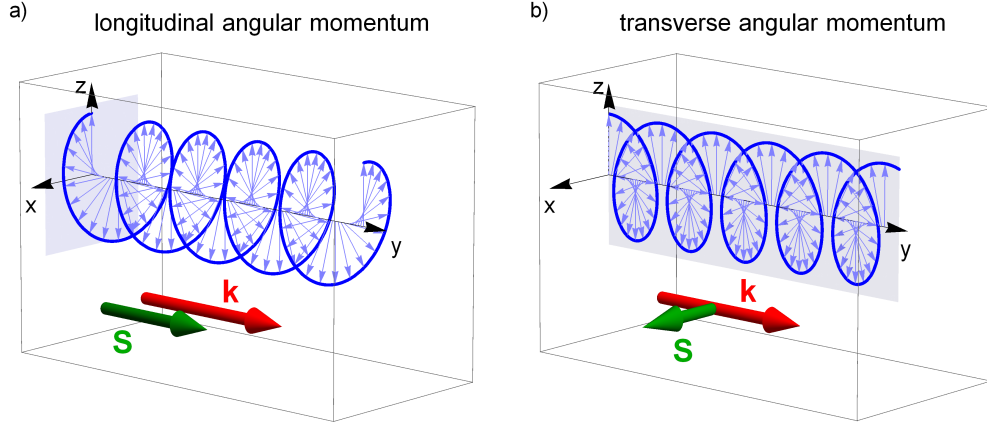 a)
longitudinal angular momentum
z
x
y
k
S
b)
transverse angular momentum
z
x
y
k
S